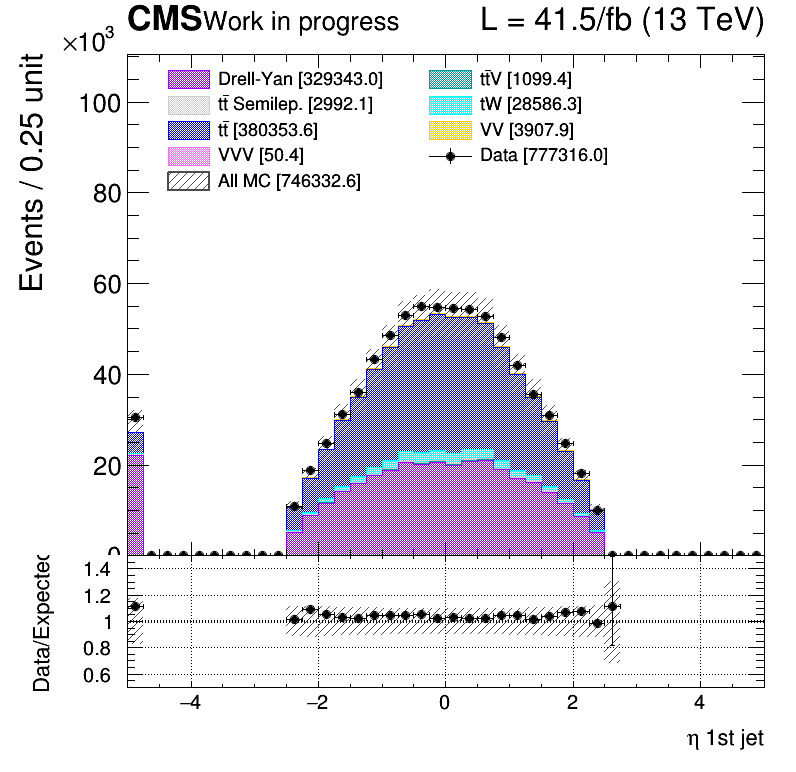 CMS Work in progress L = 41.5/fb (13 TeV)
×10³
Events / 0.25 unit
Drell-Yan [329343.0]
tt̄ Semilep. [2992.1]
tt̄ [380353.6]
VVV [50.4]
All MC [746332.6]
tt̄V [1099.4]
tW [28586.3]
VV [3907.9]
Data [777316.0]
100
80
60
40
20
0
Data/Expected
1.4
1.2
1
0.8
0.6
−4 −2 0 2 4
η 1st jet